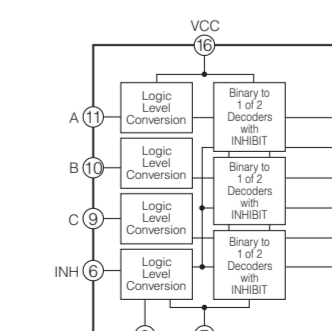 VCC
16
Logic
Level
Conversion
Binary to
1 of 2
Decoders
with
INHIBIT
A 11
Logic
Level
Conversion
B 10
Binary to
1 of 2
Decoders
with
INHIBIT
Logic
Level
Conversion
C 9
Binary to
1 of 2
Decoders
with
INHIBIT
Logic
Level
Conversion
INH 6